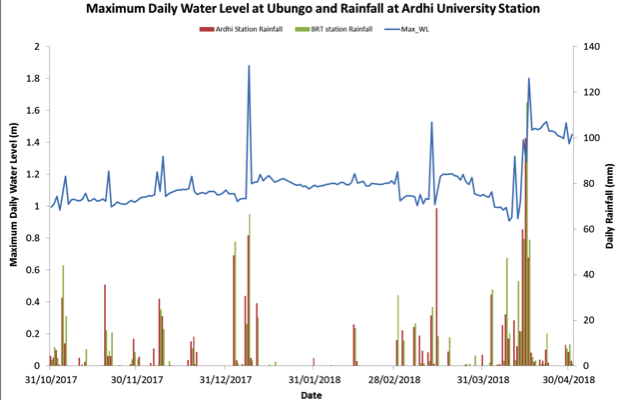 Maximum Daily Water Level at Ubungo and Rainfall at Ardhi University Station
Ardhi Station Rainfall BRT station Rainfall Max_WL
2 140
1.8 120
1.6 100
1.4 80
1.2 60
1 40
0.8 20
0.6 0
0.4
0.2
0
Maximum Daily Water Level (m)
Daily Rainfall (mm)
31/10/2017 30/11/2017 31/12/2017 31/01/2018 28/02/2018 31/03/2018 30/04/2018
Date